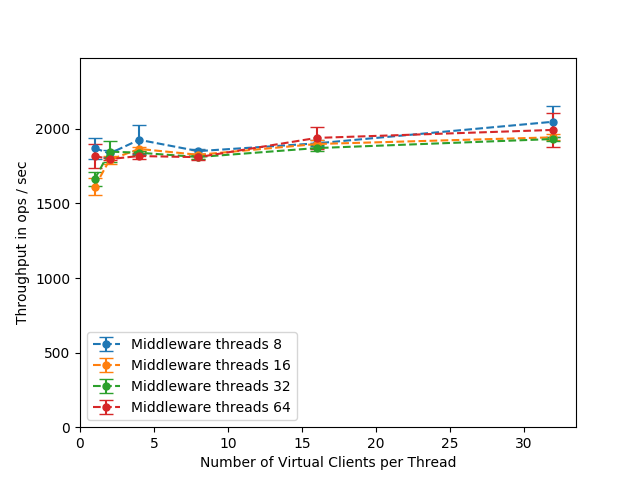 Throughput in ops / sec
2000
1500
1000
500
0
Middleware threads 8
Middleware threads 16
Middleware threads 32
Middleware threads 64
0 5 10 15 20 25 30
Number of Virtual Clients per Thread